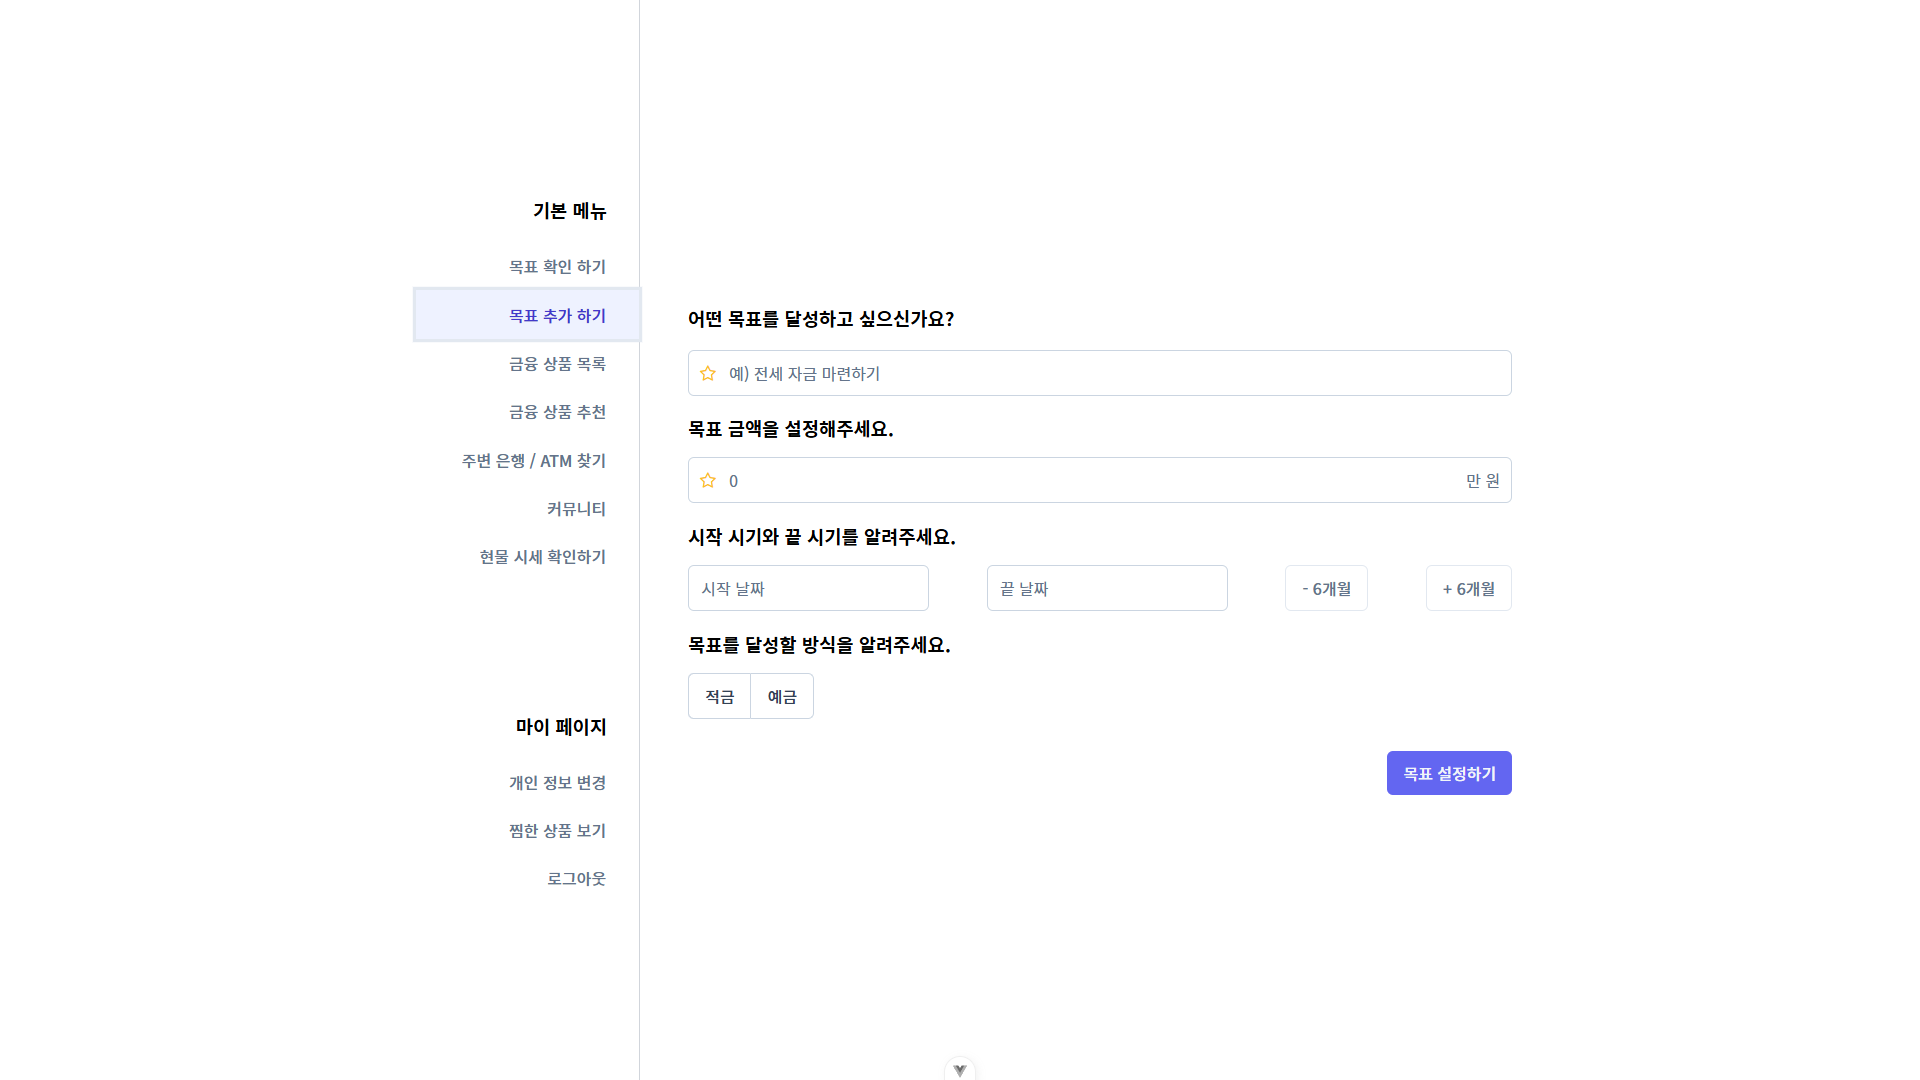 기본 메뉴
목표 확인 하기
목표 추가 하기
금융 상품 목록
금융 상품 추천
주변 은행 / ATM 찾기
커뮤니티
현물 시세 확인하기
마이 페이지
개인 정보 변경
찜한 상품 보기
로그아웃
어떤 목표를 달성하고 싶으신가요?
예) 전세 자금 마련하기
목표 금액을 설정해주세요.
0 만 원
시작 시기와 끝 시기를 알려주세요.
시작 날짜 끝 날짜 - 6개월 + 6개월
목표를 달성할 방식을 알려주세요.
적금 예금
목표 설정하기